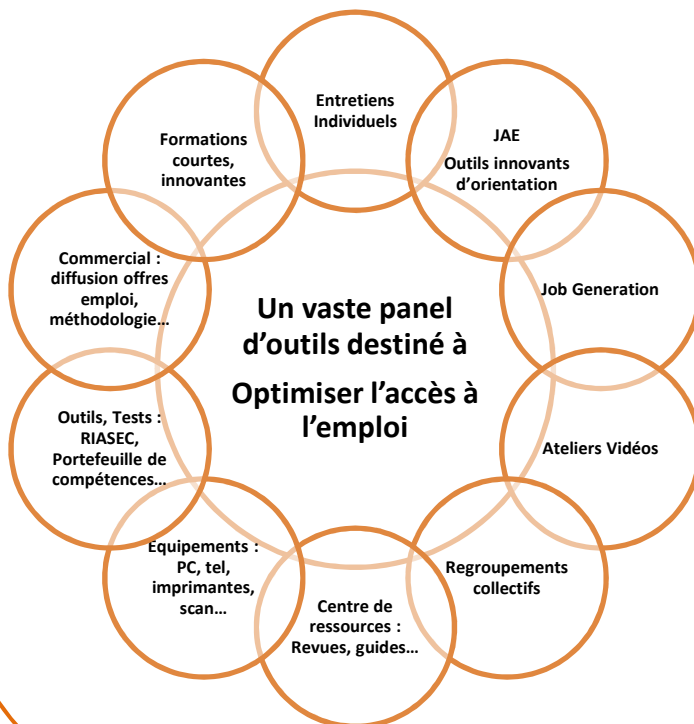 Entretiens
Individuels
JAE
Outils innovants
d’orientation
Job Generation
Ateliers Vidéos
Regroupements
collectifs
Centre de
ressources :
Revues, guides…
Equipements :
PC, tel,
imprimantes,
scan…
Outils, Tests :
RIASEC,
Portefeuille de
compétences…
Commercial :
diffusion offres
emploi,
méthodologie…
Formations
courtes,
innovantes
Un vaste panel
d’outils destiné à
Optimiser l’accès à
l’emploi